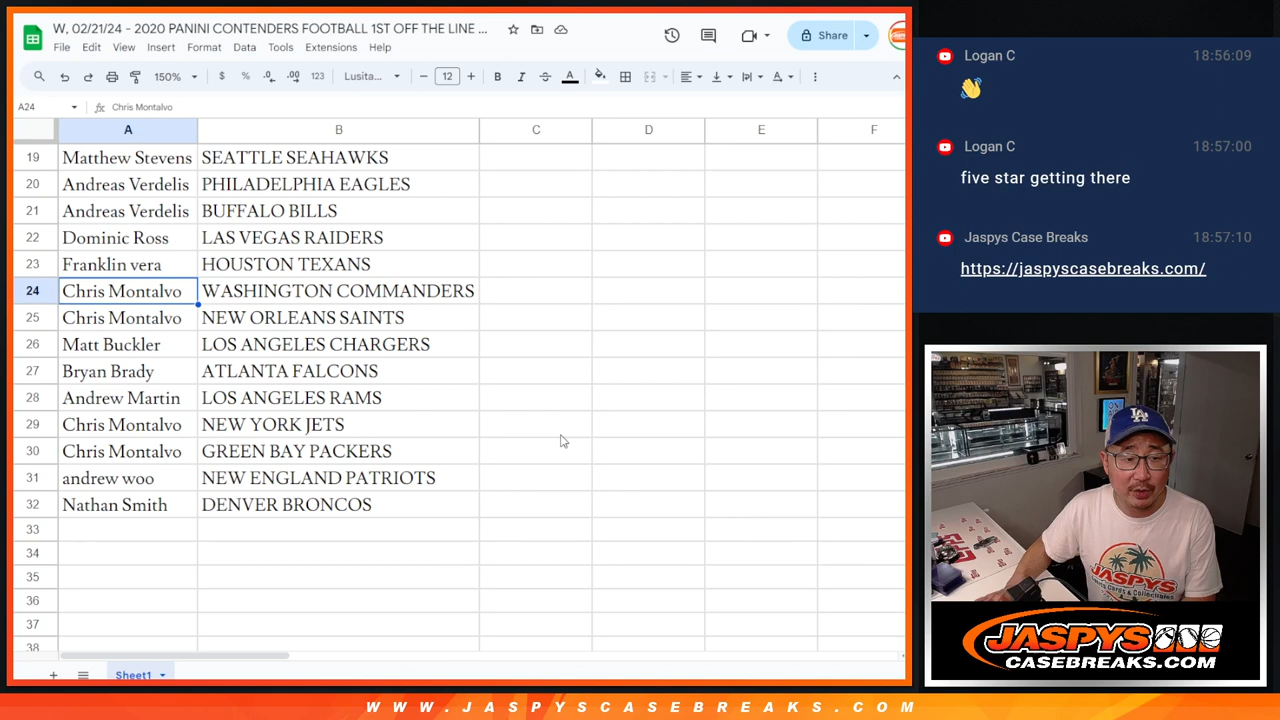 W, 02/21/24 - 2020 PANINI CONTENDERS FOOTBALL 1ST OFF THE LINE ...
File Edit View Insert Format Data Tools Extensions Help
Share
150% $ % .0 .00 123 Lusita... 12 B I A
A24 fx Chris Montalvo
A B C D E F
19 Matthew Stevens SEATTLE SEAHAWKS
20 Andreas Verdelis PHILADELPHIA EAGLES
21 Andreas Verdelis BUFFALO BILLS
22 Dominic Ross LAS VEGAS RAIDERS
23 Franklin vera HOUSTON TEXANS
24 Chris Montalvo WASHINGTON COMMANDERS
25 Chris Montalvo NEW ORLEANS SAINTS
26 Matt Buckler LOS ANGELES CHARGERS
27 Bryan Brady ATLANTA FALCONS
28 Andrew Martin LOS ANGELES RAMS
29 Chris Montalvo NEW YORK JETS
30 Chris Montalvo GREEN BAY PACKERS
31 andrew woo NEW ENGLAND PATRIOTS
32 Nathan Smith DENVER BRONCOS
33
34
35
36
37
38
Sheet1
Logan C 18:56:09
👋
Logan C 18:57:00
five star getting there
Jaspys Case Breaks 18:57:10
https://jaspyscasebreaks.com/
LA
JASPYS
JASPYS
CASEBREAKS.COM
WWW.JASPYSCASEBREAKS.COM